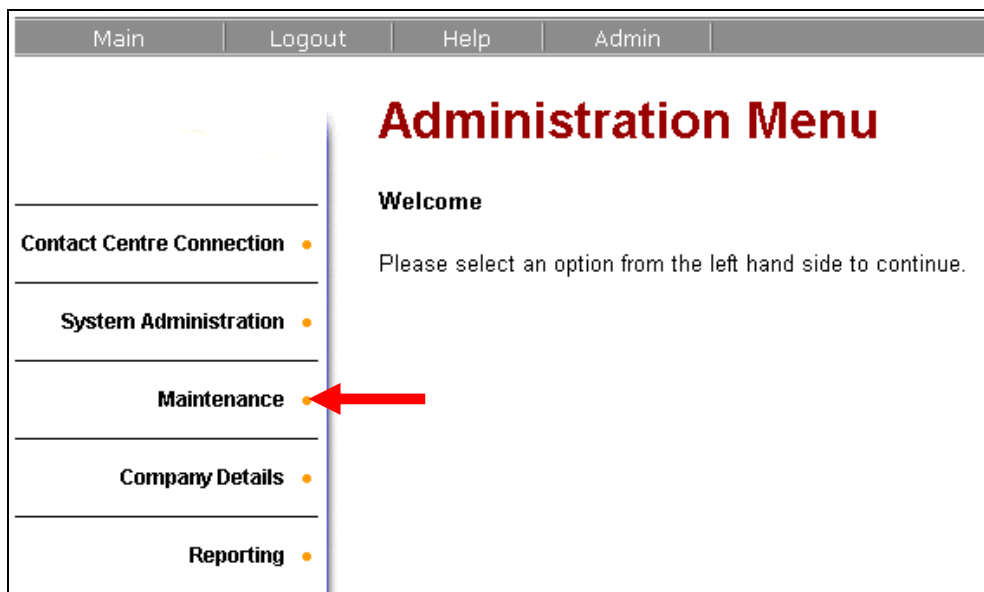 Main Logout Help Admin
Administration Menu
Welcome
Please select an option from the left hand side to continue.
Contact Centre Connection
System Administration
Maintenance
Company Details
Reporting